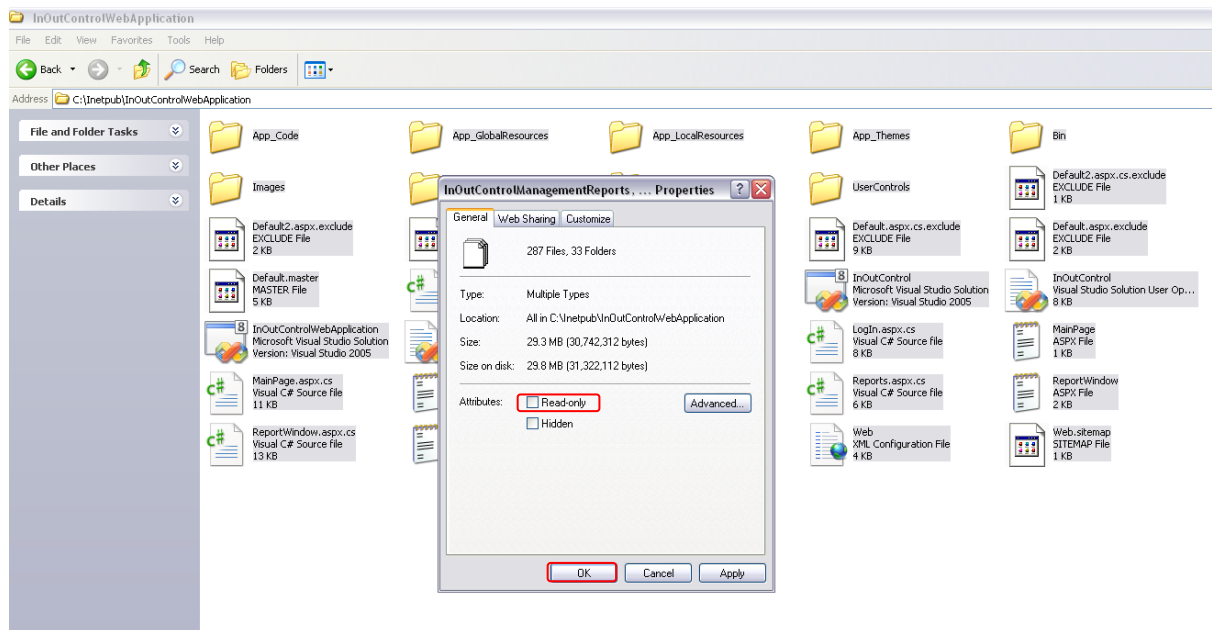 InOutControlWebApplication
File Edit View Favorites Tools Help
Back Search Folders
Address C:\Inetpub\InOutControlWebApplication
File and Folder Tasks
Other Places
Details
App_Code App_GlobalResources App_LocalResources App_Themes Bin
Images UserControls Default2.aspx.cs.exclude
EXCLUDE File
1 KB
Default2.aspx.exclude
EXCLUDE File
2 KB
Default.aspx.cs.exclude
EXCLUDE File
9 KB
Default.aspx.exclude
EXCLUDE File
2 KB
Default.master
MASTER File
5 KB
InOutControl
Microsoft Visual Studio Solution
Version: Visual Studio 2005
InOutControl
Visual Studio Solution User Op...
8 KB
InOutControlWebApplication
Microsoft Visual Studio Solution
Version: Visual Studio 2005
LogIn.aspx.cs
Visual C# Source file
8 KB
MainPage
ASPX File
1 KB
MainPage.aspx.cs
Visual C# Source file
11 KB
Reports.aspx.cs
Visual C# Source file
6 KB
ReportWindow
ASPX File
2 KB
ReportWindow.aspx.cs
Visual C# Source file
13 KB
Web
XML Configuration File
4 KB
Web.sitemap
SITEMAP File
1 KB
InOutControlManagementReports, ... Properties
General Web Sharing Customize
287 Files, 33 Folders
Type: Multiple Types
Location: All in C:\Inetpub\InOutControlWebApplication
Size: 29.3 MB (30,742,312 bytes)
Size on disk: 29.8 MB (31,322,112 bytes)
Attributes: Read-only Advanced...
Hidden
OK Cancel Apply